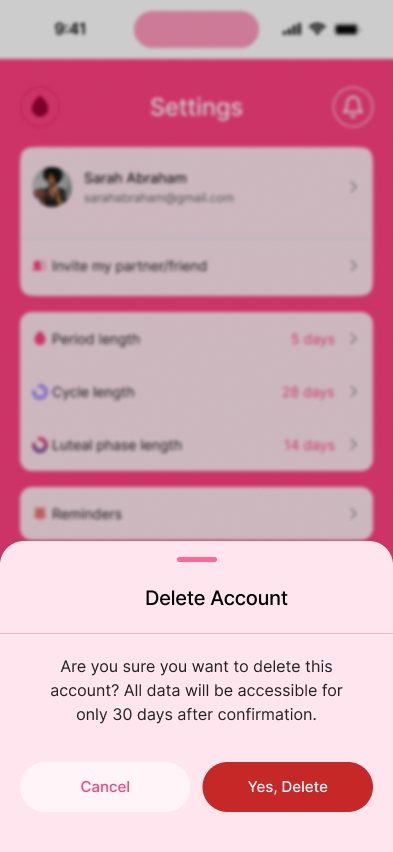 9:41
Settings
Sarah Abraham
sarahabraham@gmail.com
Invite my partner/friend
Period length 5 days
Cycle length 28 days
Luteal phase length 14 days
Reminders
Delete Account
Are you sure you want to delete this
account? All data will be accessible for
only 30 days after confirmation.
Cancel Yes, Delete